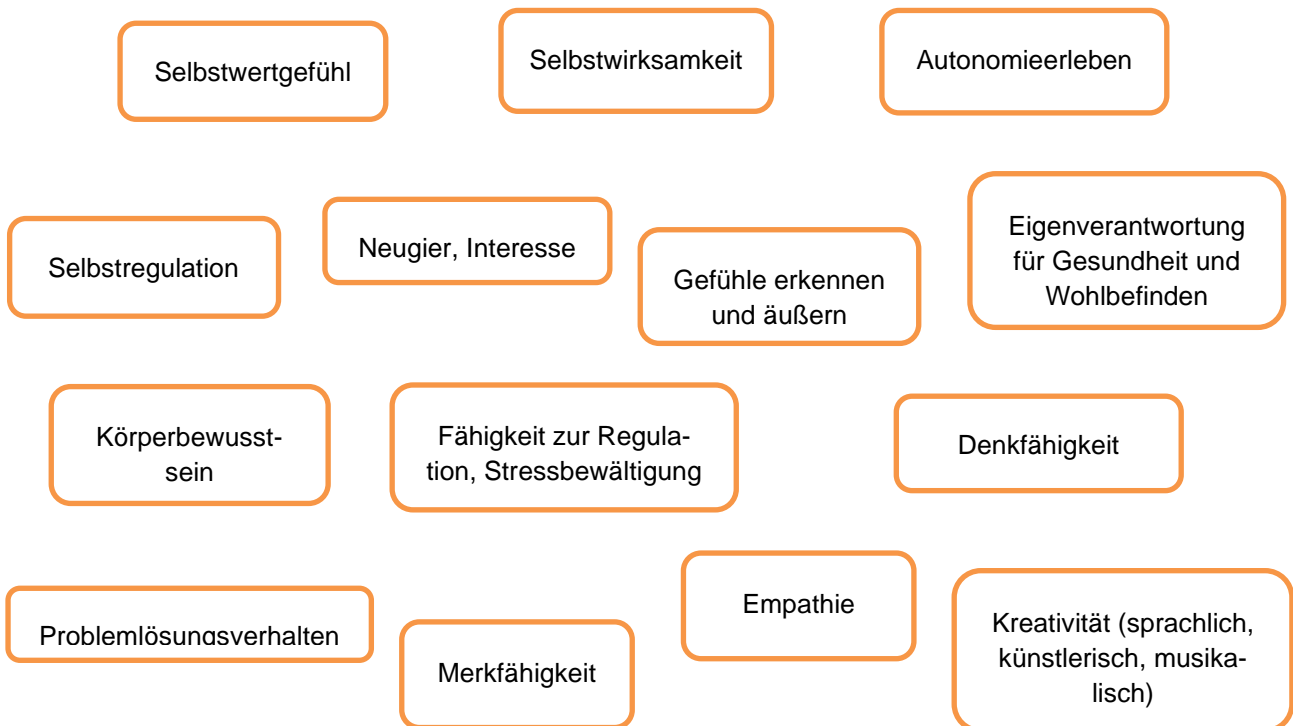 Selbstwertgefühl
Selbstwirksamkeit
Autonomieerleben
Selbstregulation
Neugier, Interesse
Gefühle erkennen
und äußern
Eigenverantwortung
für Gesundheit und
Wohlbefinden
Körperbewusst-
sein
Fähigkeit zur Regula-
tion, Stressbewältigung
Denkfähigkeit
Problemlösungsverhalten
Merkfähigkeit
Empathie
Kreativität (sprachlich,
künstlerisch, musika-
lisch)